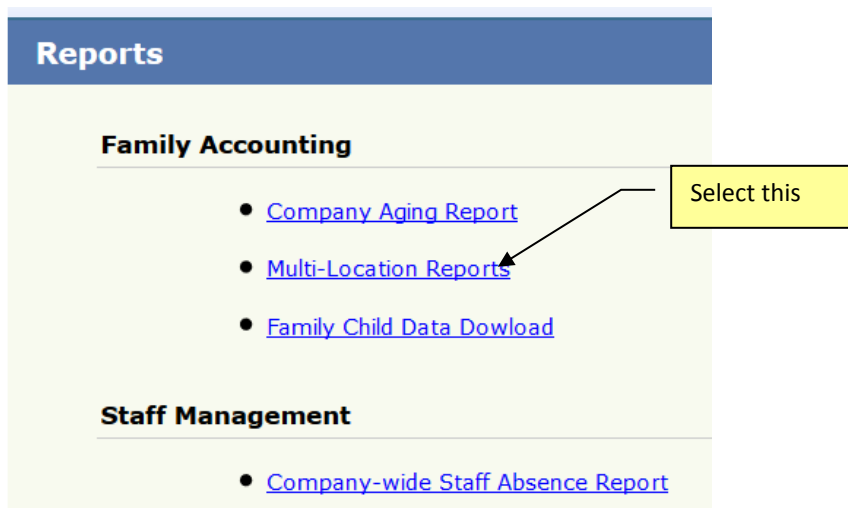 Reports
Family Accounting
Company Aging Report
Select this
Multi-Location Reports
Family Child Data Dowload
Staff Management
Company-wide Staff Absence Report